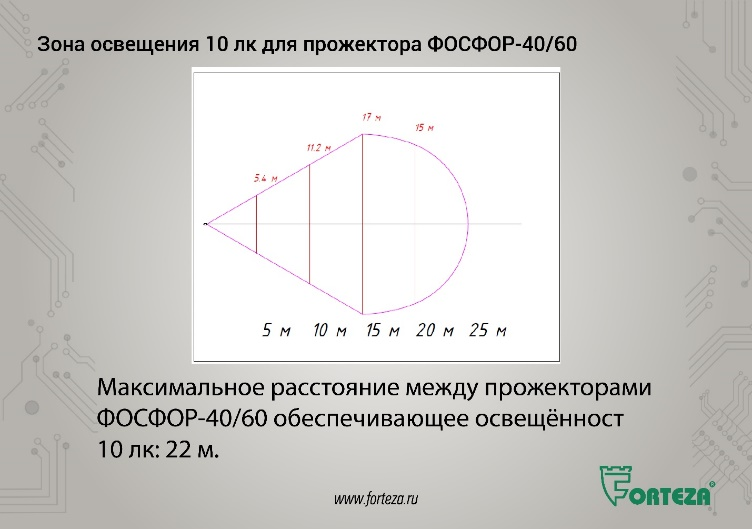 Зона освещения 10 лк для прожектора ФОСФОР-40/60
17 м
15 м
11.2 м
5.4 м
5 м 10 м 15 м 20 м 25 м
Максимальное расстояние между прожекторами
ФОСФОР-40/60 обеспечивающее освещённост
10 лк: 22 м.
www.forteza.ru
FORTEZA®